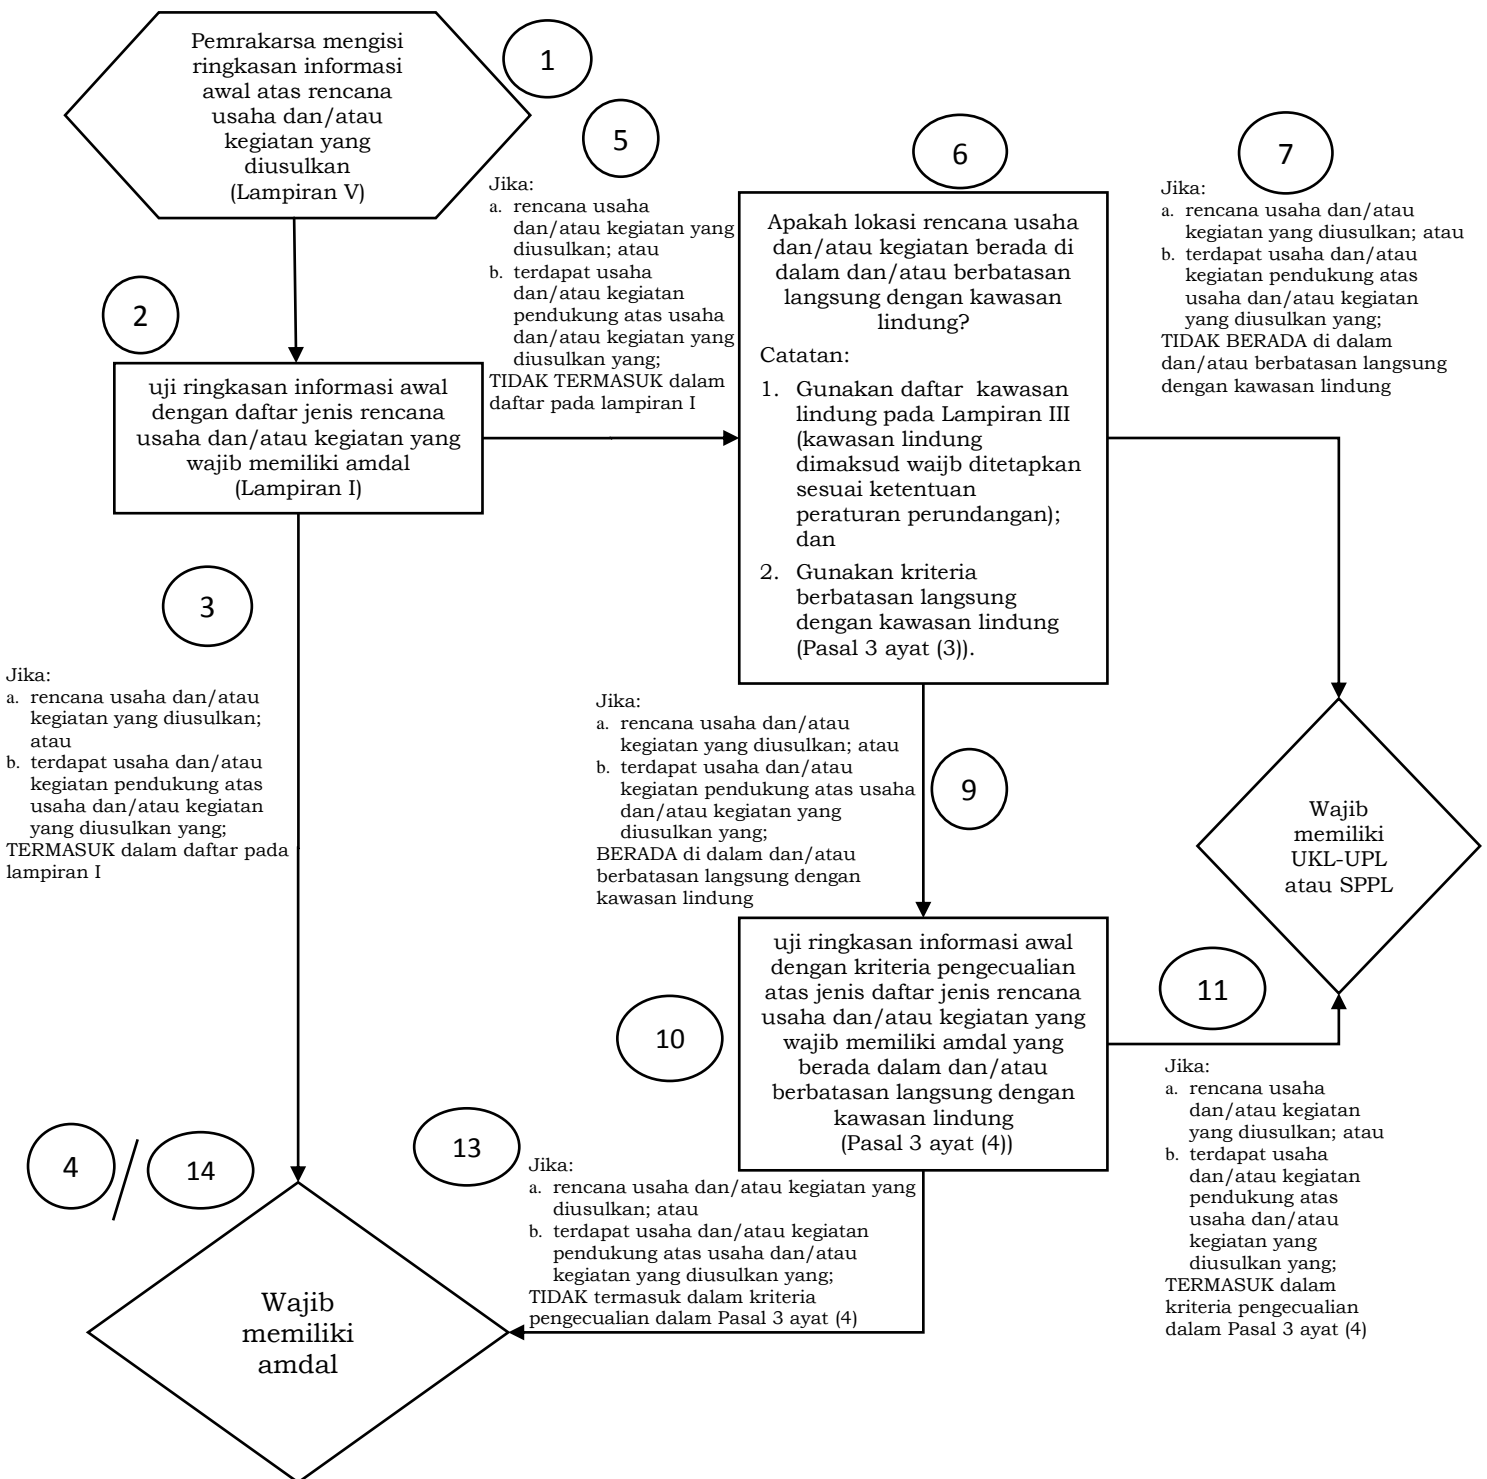 Pemrakarsa mengisi
ringkasan informasi
awal atas rencana
usaha dan/atau
kegiatan yang
diusulkan
(Lampiran V)
1
2
uji ringkasan informasi awal
dengan daftar jenis rencana
usaha dan/atau kegiatan yang
wajib memiliki amdal
(Lampiran I)
3
Jika:
a. rencana usaha dan/atau
kegiatan yang diusulkan;
atau
b. terdapat usaha dan/atau
kegiatan pendukung atas
usaha dan/atau kegiatan
yang diusulkan yang;
TERMASUK dalam daftar pada
lampiran I
4
/
14
Wajib
memiliki
amdal
5
Jika:
a. rencana usaha
dan/atau kegiatan yang
diusulkan; atau
b. terdapat usaha
dan/atau kegiatan
pendukung atas usaha
dan/atau kegiatan yang
diusulkan yang;
TIDAK TERMASUK dalam
daftar pada lampiran I
6
Apakah lokasi rencana usaha
dan/atau kegiatan berada di
dalam dan/atau berbatasan
langsung dengan kawasan
lindung?
Catatan:
1. Gunakan daftar kawasan
lindung pada Lampiran III
(kawasan lindung
dimaksud waijb ditetapkan
sesuai ketentuan
peraturan perundangan);
dan
2. Gunakan kriteria
berbatasan langsung
dengan kawasan lindung
(Pasal 3 ayat (3)).
7
Jika:
a. rencana usaha dan/atau
kegiatan yang diusulkan; atau
b. terdapat usaha dan/atau
kegiatan pendukung atas
usaha dan/atau kegiatan
yang diusulkan yang;
TIDAK BERADA di dalam
dan/atau berbatasan langsung
dengan kawasan lindung
Wajib
memiliki
UKL-UPL
atau SPPL
Jika:
a. rencana usaha dan/atau
kegiatan yang diusulkan; atau
b. terdapat usaha dan/atau
kegiatan pendukung atas usaha
dan/atau kegiatan yang
diusulkan yang;
BERADA di dalam dan/atau
berbatasan langsung dengan
kawasan lindung
9
10
uji ringkasan informasi awal
dengan kriteria pengecualian
atas jenis daftar jenis rencana
usaha dan/atau kegiatan yang
wajib memiliki amdal yang
berada dalam dan/atau
berbatasan langsung dengan
kawasan lindung
(Pasal 3 ayat (4))
11
Jika:
a. rencana usaha
dan/atau kegiatan
yang diusulkan; atau
b. terdapat usaha
dan/atau kegiatan
pendukung atas
usaha dan/atau
kegiatan yang
diusulkan yang;
TERMASUK dalam
kriteria pengecualian
dalam Pasal 3 ayat (4)
13
Jika:
a. rencana usaha dan/atau kegiatan yang
diusulkan; atau
b. terdapat usaha dan/atau kegiatan
pendukung atas usaha dan/atau
kegiatan yang diusulkan yang;
TIDAK termasuk dalam kriteria
pengecualian dalam Pasal 3 ayat (4)